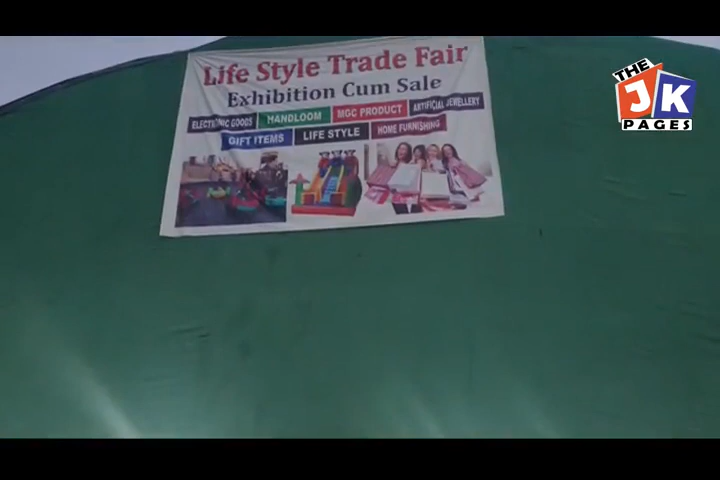 Life Style Trade Fair
Exhibition Cum Sale
ELECTRONIC GOODS HANDLOOM MGC PRODUCT ARTIFICIAL JEWELLERY
GIFT ITEMS LIFE STYLE HOME FURNISHING
THE
JK
PAGES